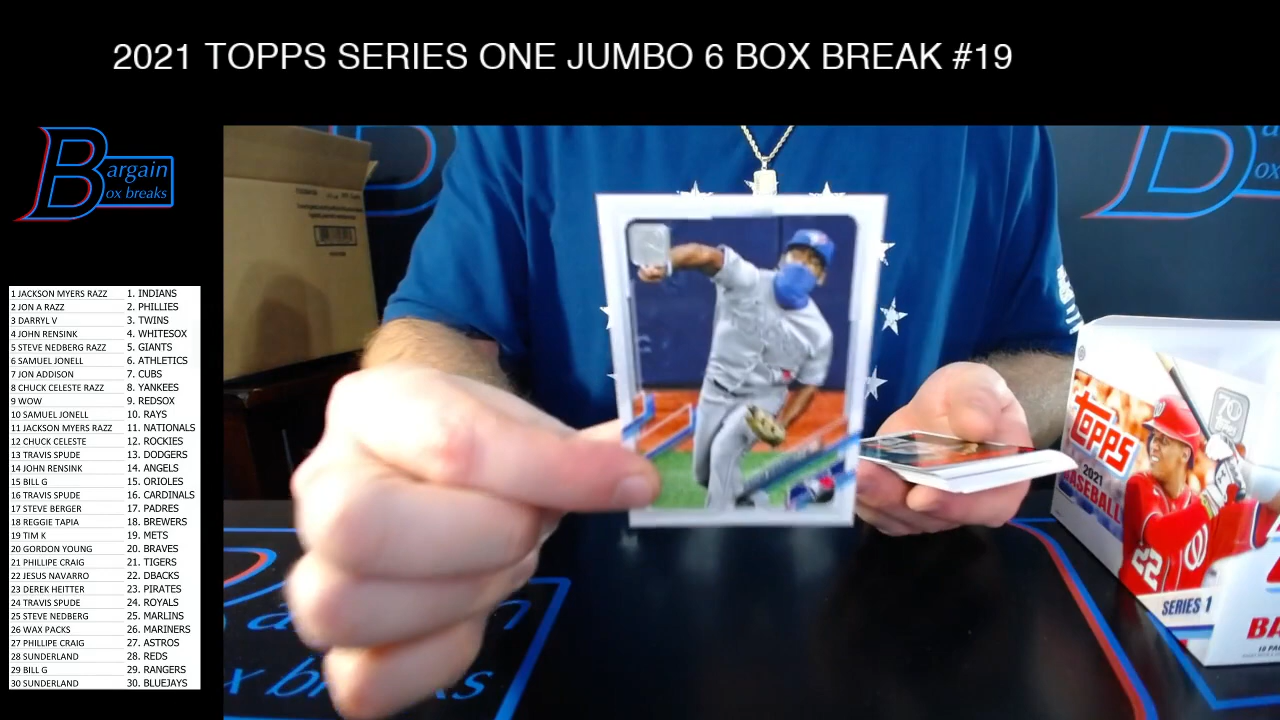 2021 TOPPS SERIES ONE JUMBO 6 BOX BREAK #19
Bargain
ox breaks
1 JACKSON MYERS RAZZ 1. INDIANS
2 JON A RAZZ 2. PHILLIES
3 DARRYL V 3. TWINS
4 JOHN RENSINK 4. WHITESOX
5 STEVE NEDBERG RAZZ 5. GIANTS
6 SAMUEL JONELL 6. ATHLETICS
7 JON ADDISON 7. CUBS
8 CHUCK CELESTE RAZZ 8. YANKEES
9 WOW 9. REDSOX
10 SAMUEL JONELL 10. RAYS
11 JACKSON MYERS RAZZ 11. NATIONALS
12 CHUCK CELESTE 12. ROCKIES
13 TRAVIS SPUDE 13. DODGERS
14 JOHN RENSINK 14. ANGELS
15 BILL G 15. ORIOLES
16 TRAVIS SPUDE 16. CARDINALS
17 STEVE BERGER 17. PADRES
18 REGGIE TAPIA 18. BREWERS
19 TIM K 19. METS
20 GORDON YOUNG 20. BRAVES
21 PHILLIPE CRAIG 21. TIGERS
22 JESUS NAVARRO 22. DBACKS
23 DEREK HEITTER 23. PIRATES
24 TRAVIS SPUDE 24. ROYALS
25 STEVE NEDBERG 25. MARLINS
26 WAX PACKS 26. MARINERS
27 PHILLIPE CRAIG 27. ASTROS
28 SUNDERLAND 28. REDS
29 BILL G 29. RANGERS
30 SUNDERLAND 30. BLUEJAYS
TOPPS
2021
BASEBALL
70
22
SERIES 1
BA